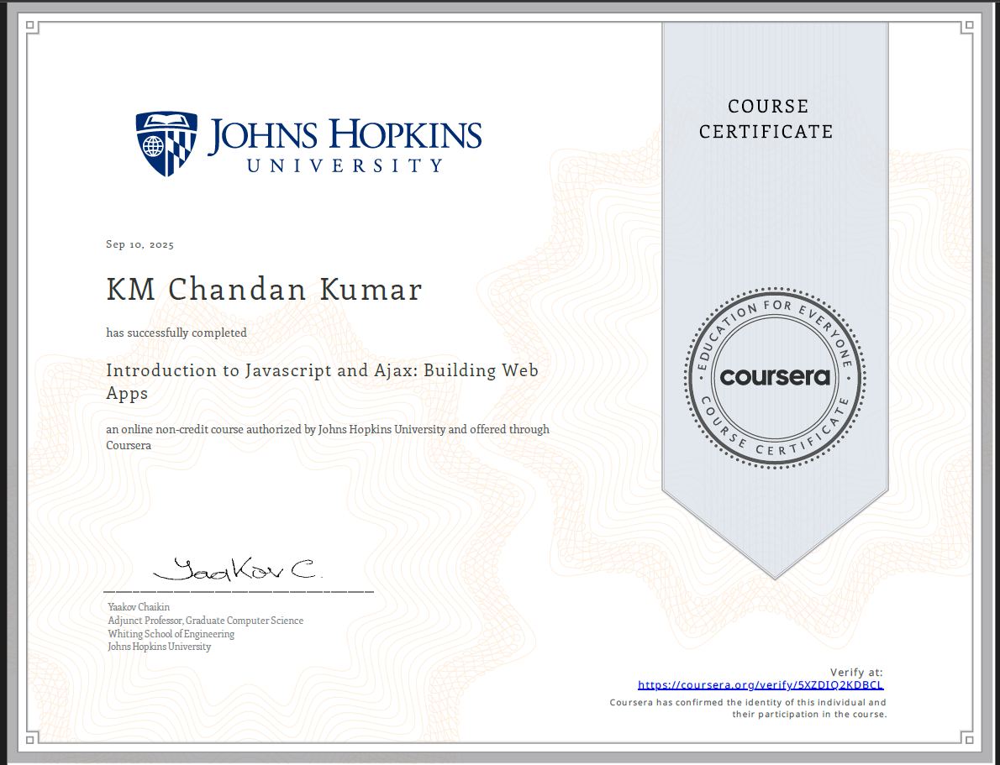 JOHNS HOPKINS
UNIVERSITY
COURSE
CERTIFICATE
Sep 10, 2025
KM Chandan Kumar
has successfully completed
Introduction to Javascript and Ajax: Building Web
Apps
an online non-credit course authorized by Johns Hopkins University and offered through
Coursera
EDUCATION FOR EVERYONE
coursera
COURSE CERTIFICATE
Yaakov C.
Yaakov Chaikin
Adjunct Professor, Graduate Computer Science
Whiting School of Engineering
Johns Hopkins University
Verify at:
https://coursera.org/verify/5XZDIQ2KDBCL
Coursera has confirmed the identity of this individual and
their participation in the course.